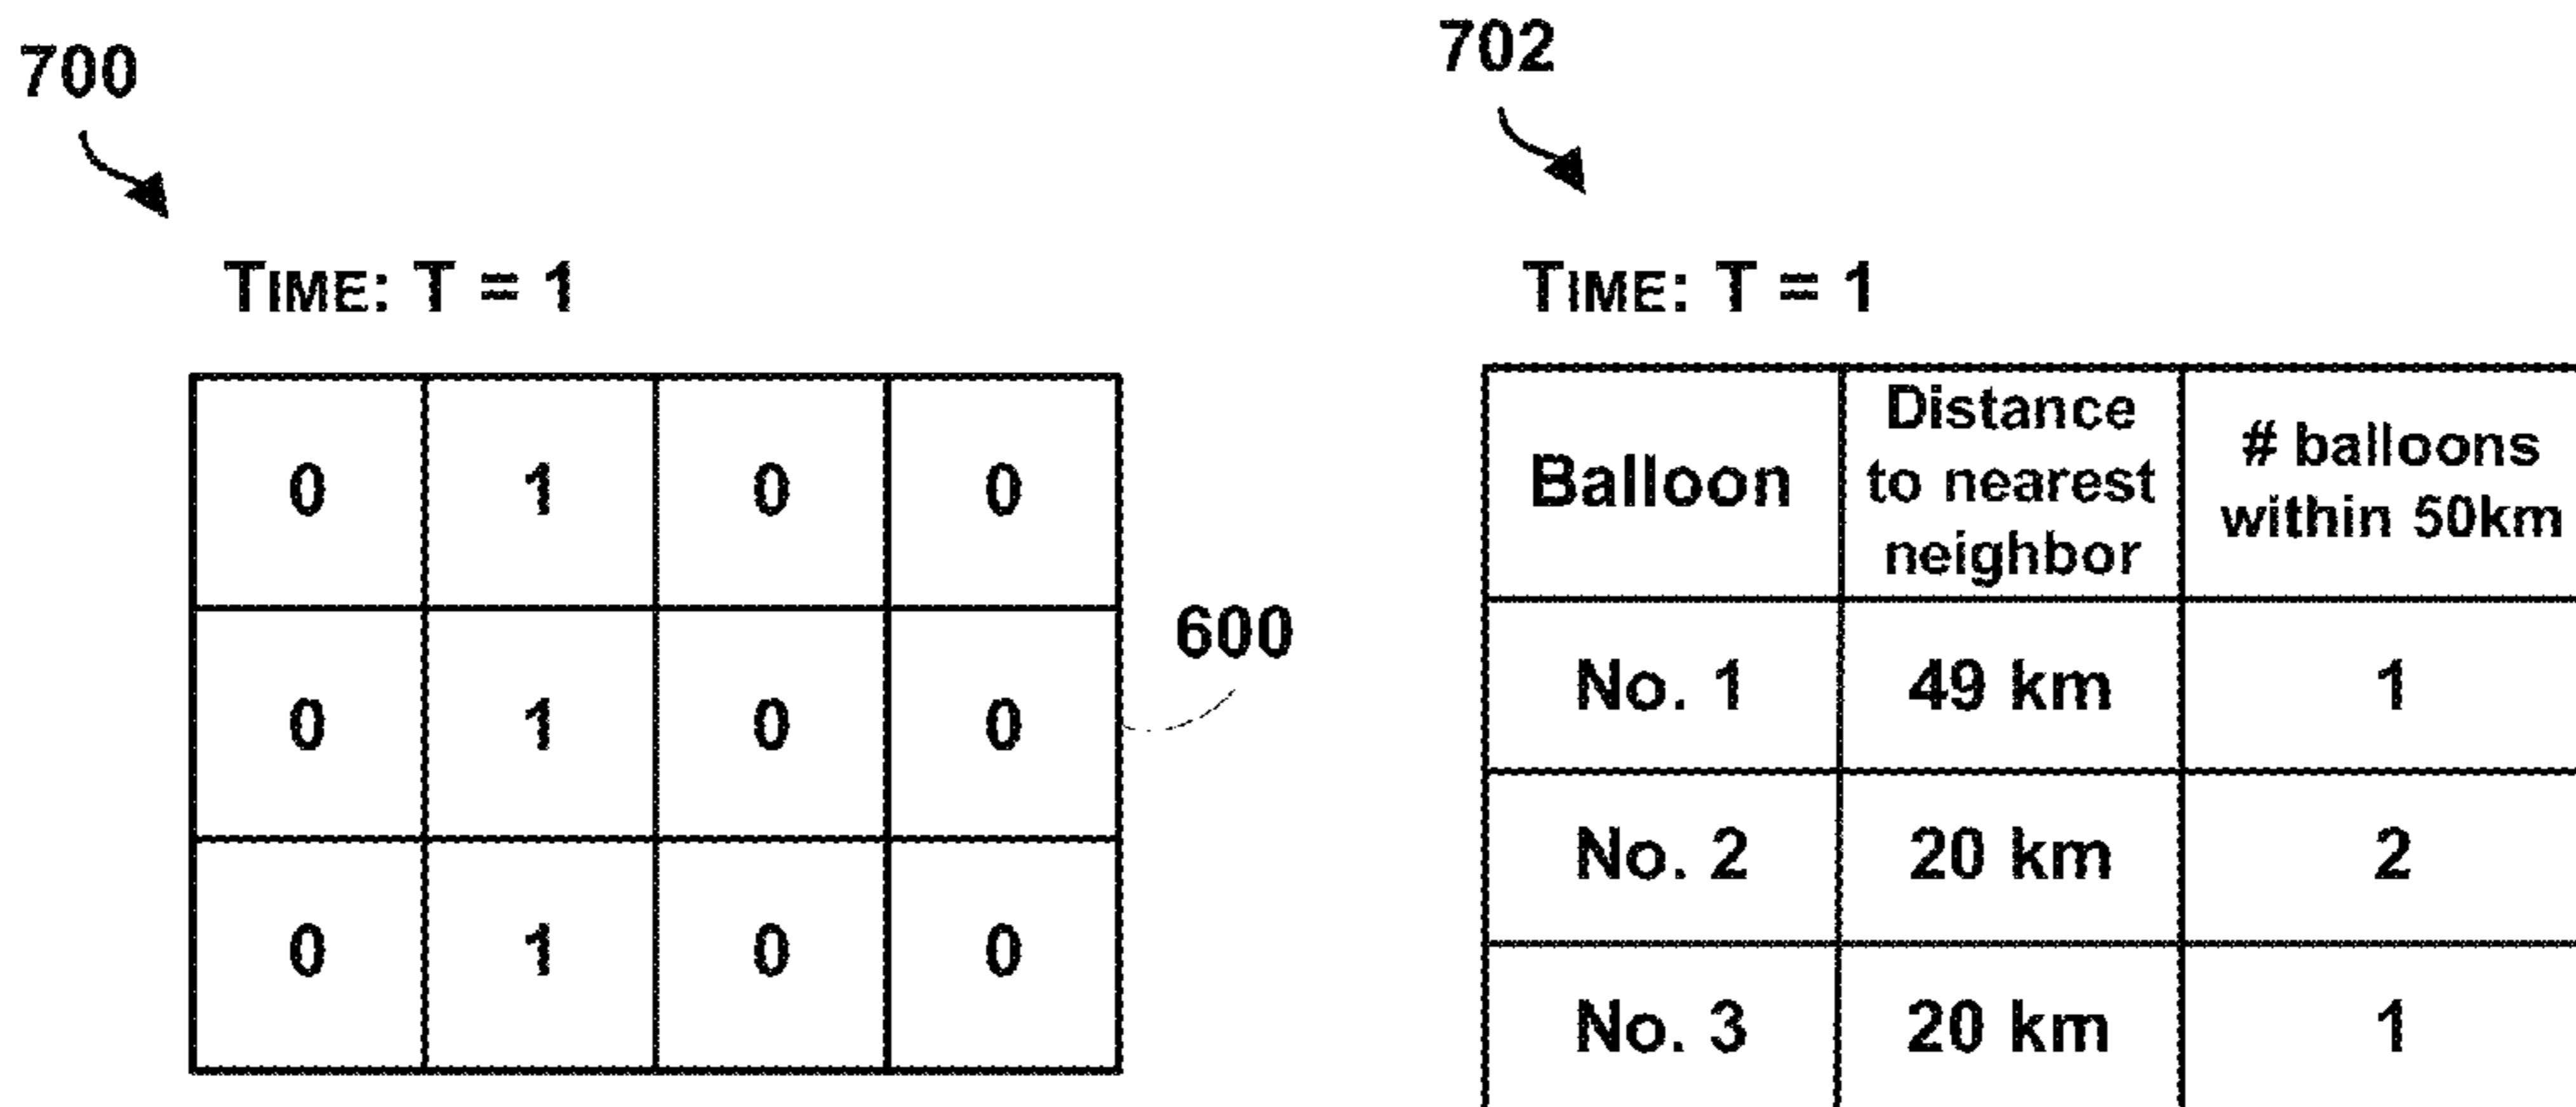 700
TIME: T = 1
0 1 0 0
0 1 0 0
0 1 0 0
600
702
TIME: T = 1
Balloon
Distance
to nearest
neighbor
# balloons
within 50km
No. 1 49 km 1
No. 2 20 km 2
No. 3 20 km 1